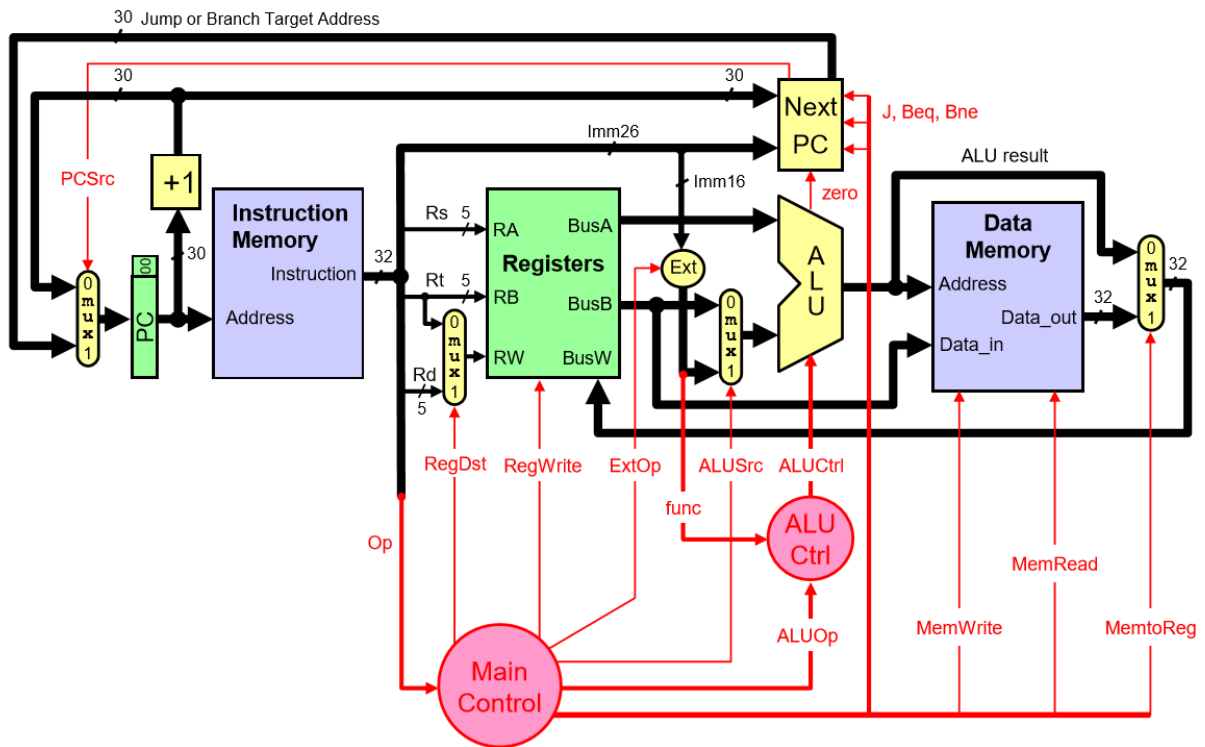 30 Jump or Branch Target Address
30
30
Next
PC
J, Beq, Bne
Imm26
Imm16
ALU result
PCSrc
+1
zero
Instruction
Memory
Instruction
Address
30
32
Rs
5
RA
BusA
Registers
Rt
5
RB
BusB
RW
BusW
Rd
5
Ext
A
L
U
Data
Memory
Address
Data_out
Data_in
32
32
0
m
u
x
1
00
PC
0
m
u
x
1
0
m
u
x
1
0
m
u
x
1
RegDst
RegWrite
ExtOp
ALUSrc
ALUCtrl
func
Op
ALU
Ctrl
MemRead
ALUOp
MemWrite
MemtoReg
Main
Control